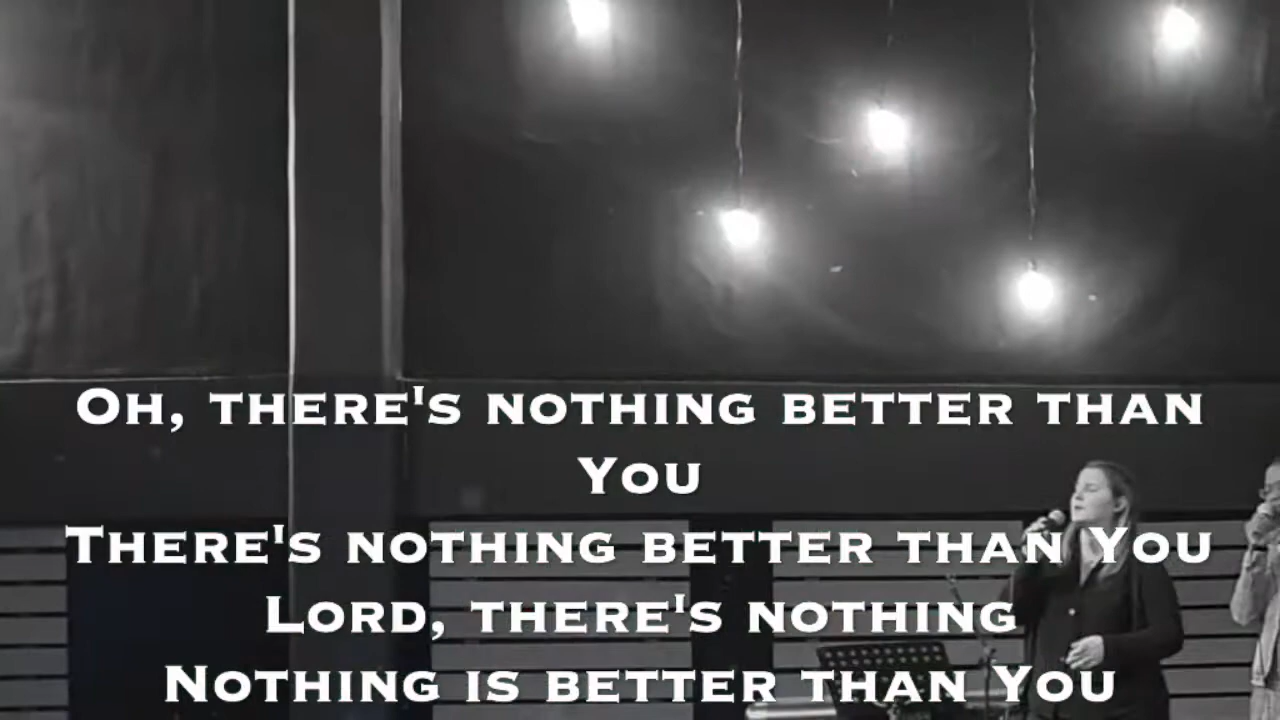 Oh, there's nothing better than
You
There's nothing better than You
Lord, there's nothing
Nothing is better than You